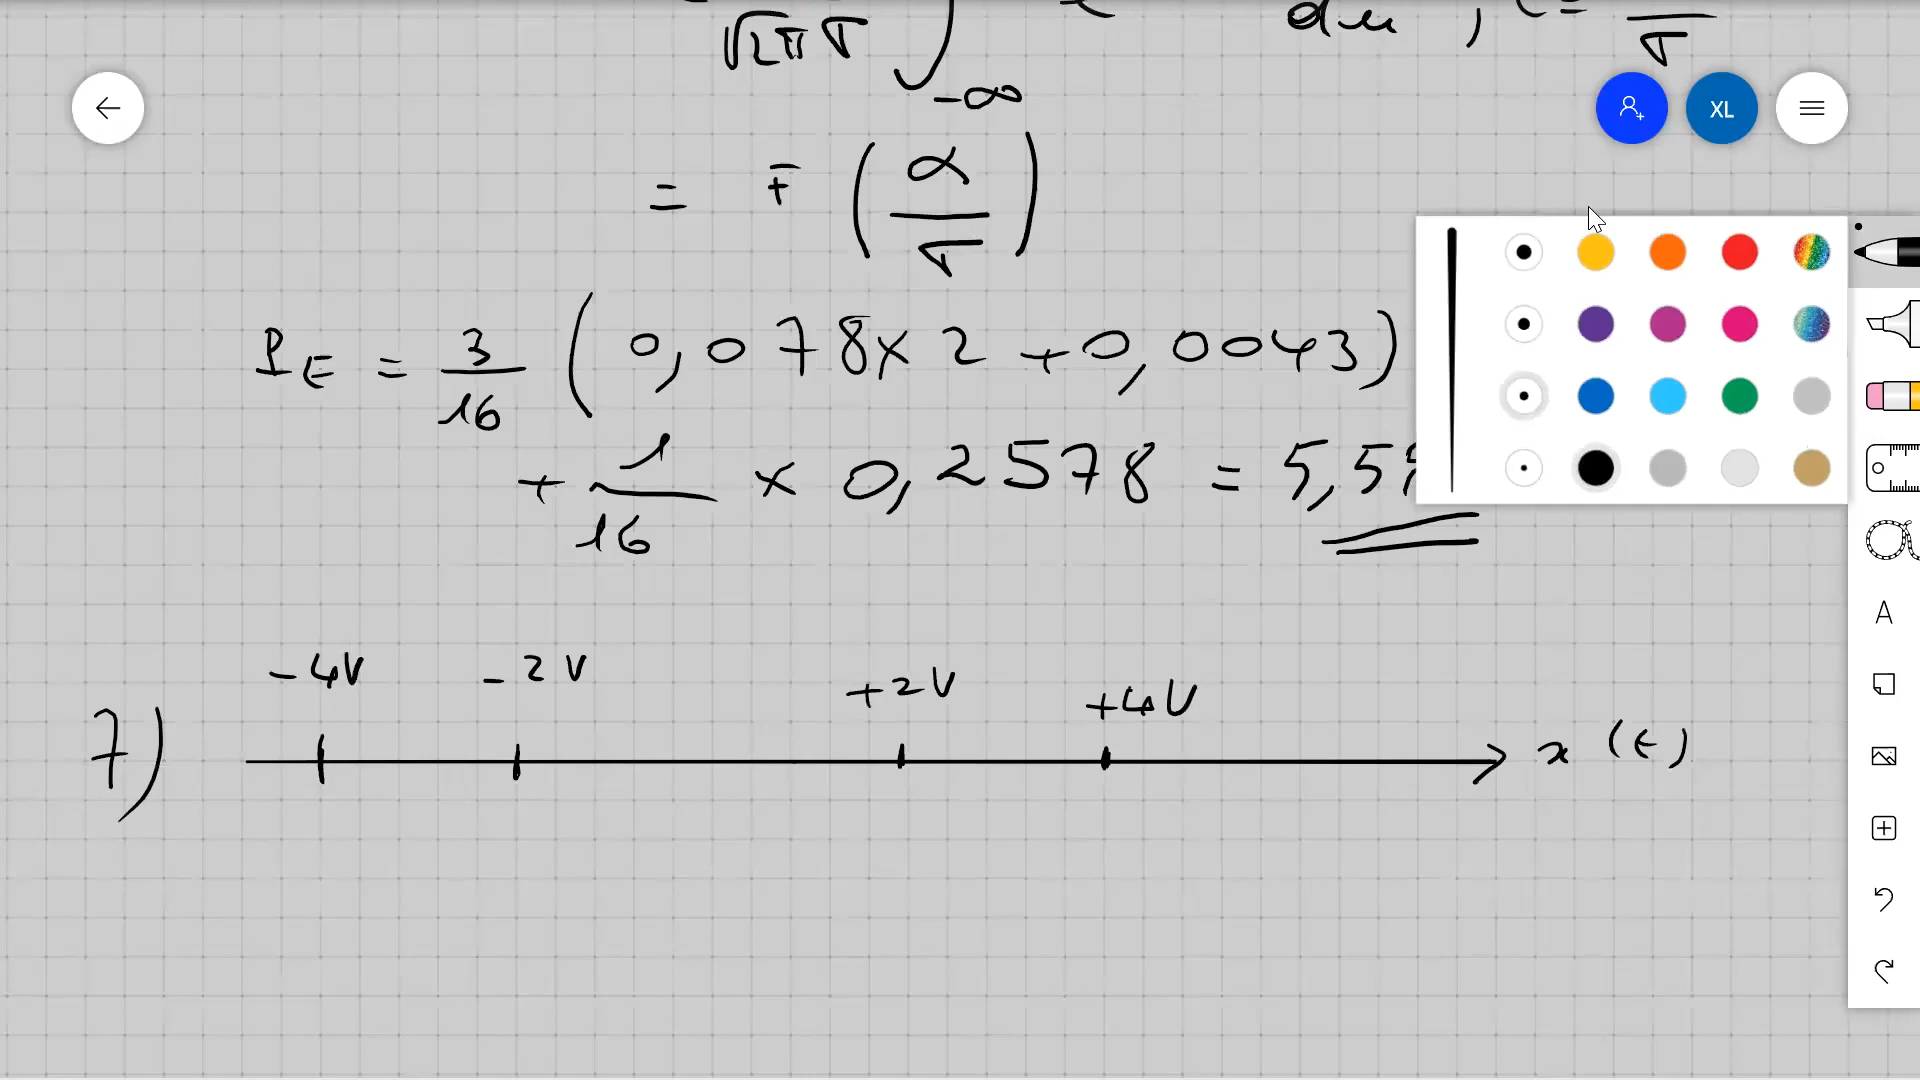 √2πσ ∫ -∞ du , t =   / σ
= F (α/σ)
P_E = 3/16 (0,078 x 2 + 0,0043)
+ 1/16 x 0,2578 = 5,5
-4V -2V +2V +4V
7) x(t)
XL
A